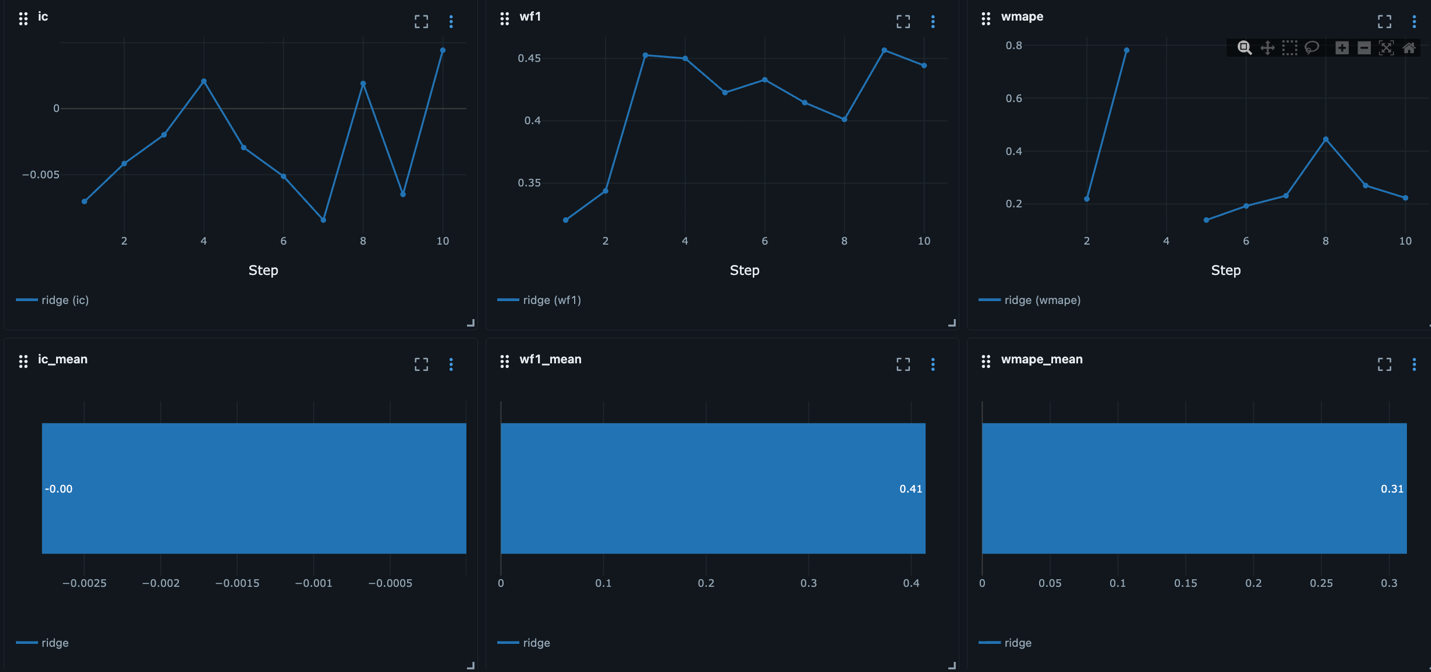 ic
0
−0.005
2 4 6 8 10
Step
ridge (ic)
wf1
0.45
0.4
0.35
2 4 6 8 10
Step
ridge (wf1)
wmape
0.8
0.6
0.4
0.2
2 4 6 8 10
Step
ridge (wmape)
ic_mean
-0.00
−0.0025 −0.002 −0.0015 −0.001 −0.0005
ridge
wf1_mean
0.41
0 0.1 0.2 0.3 0.4
ridge
wmape_mean
0.31
0 0.05 0.1 0.15 0.2 0.25 0.3
ridge